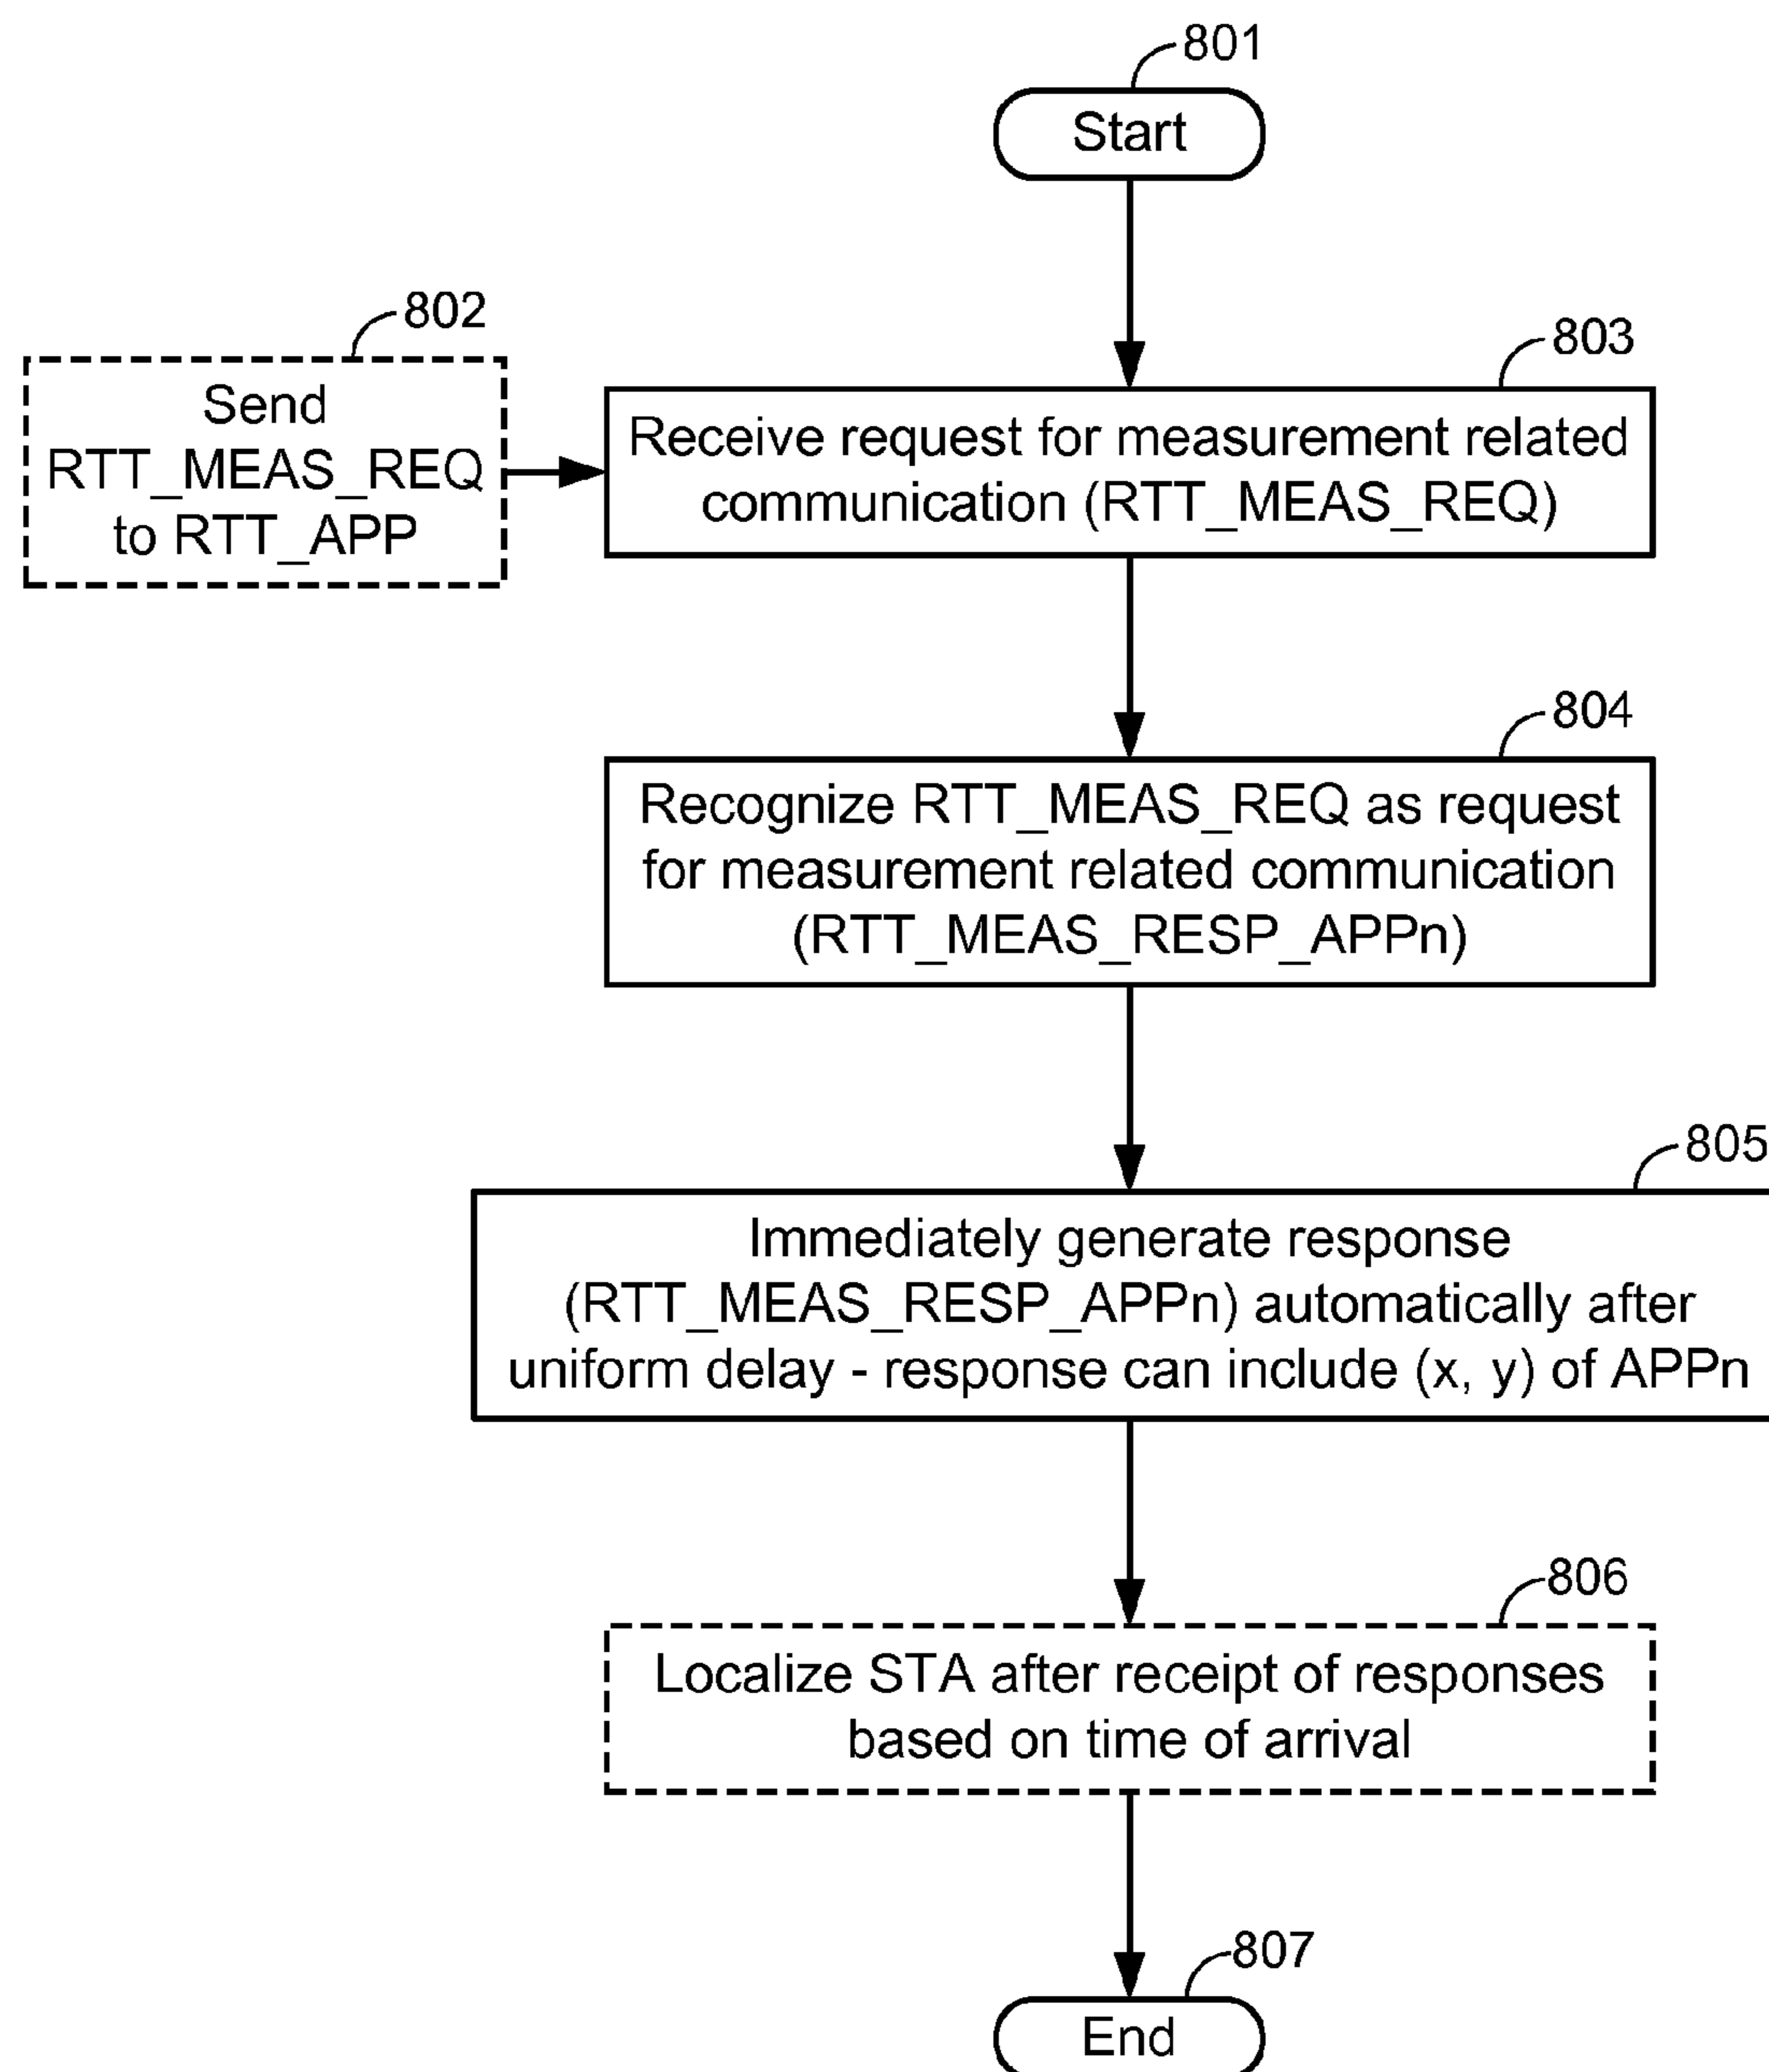 801
Start
802
Send
RTT_MEAS_REQ
to RTT_APP
803
Receive request for measurement related
communication (RTT_MEAS_REQ)
804
Recognize RTT_MEAS_REQ as request
for measurement related communication
(RTT_MEAS_RESP_APPn)
805
Immediately generate response
(RTT_MEAS_RESP_APPn) automatically after
uniform delay - response can include (x, y) of APPn
806
Localize STA after receipt of responses
based on time of arrival
807
End